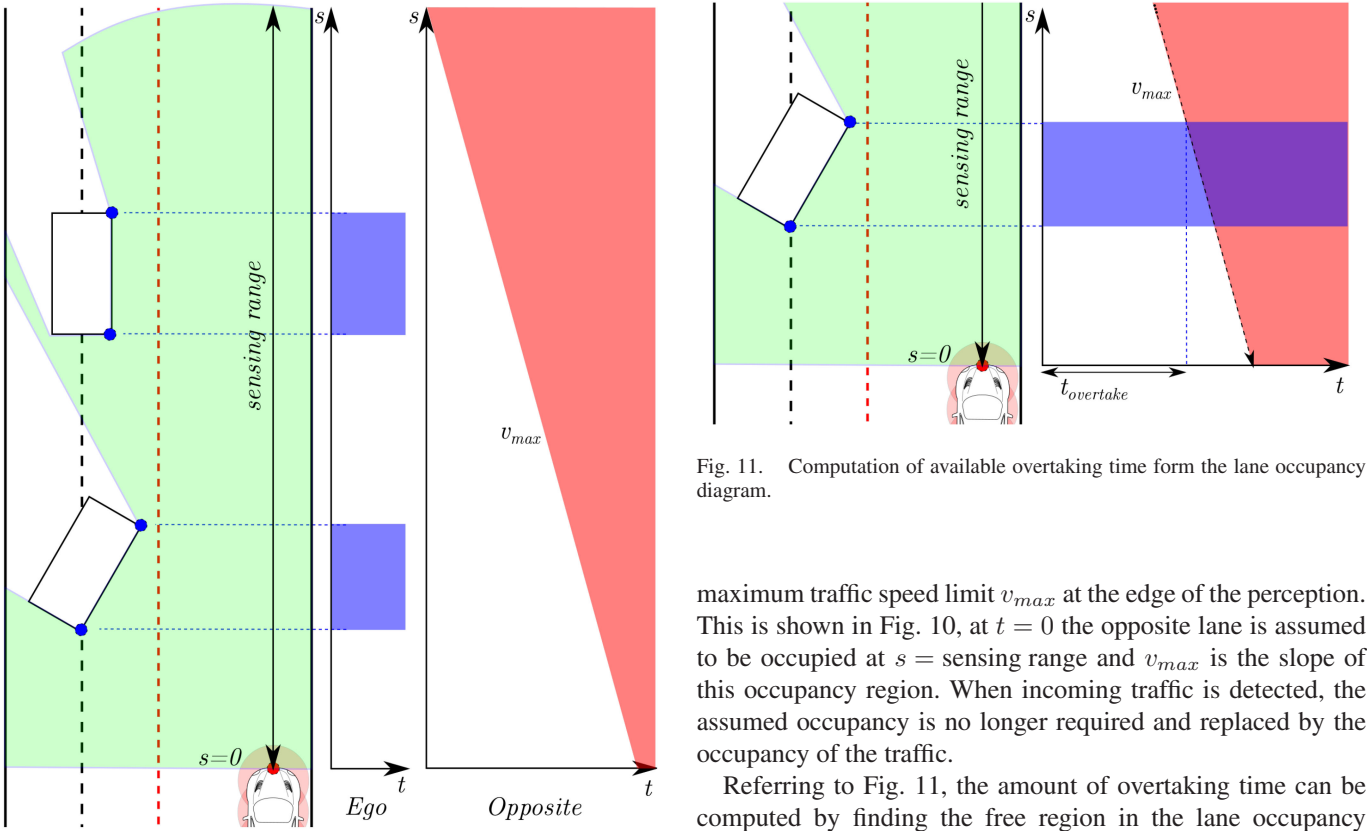 s
s
sensing range
v_max
s=0
t
t
Ego
Opposite
s
v_max
sensing range
s=0
t_overtake
t
Fig. 11. Computation of available overtaking time form the lane occupancy
diagram.
maximum traffic speed limit v_max at the edge of the perception.
This is shown in Fig. 10, at t = 0 the opposite lane is assumed
to be occupied at s = sensing range and v_max is the slope of
this occupancy region. When incoming traffic is detected, the
assumed occupancy is no longer required and replaced by the
occupancy of the traffic.
Referring to Fig. 11, the amount of overtaking time can be
computed by finding the free region in the lane occupancy